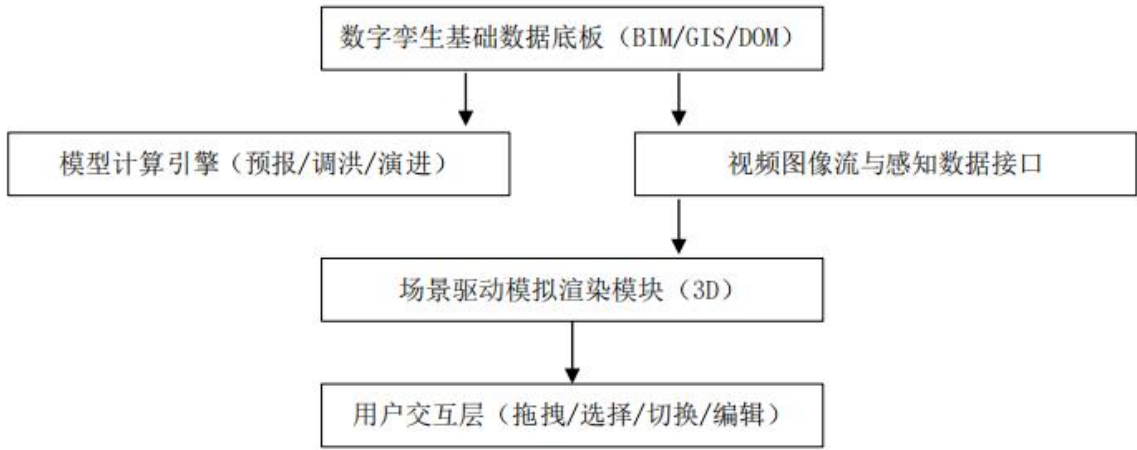 数字孪生基础数据底板（BIM/GIS/DOM）
模型计算引擎（预报/调洪/演进）
视频图像流与感知数据接口
场景驱动模拟渲染模块（3D）
用户交互层（拖拽/选择/切换/编辑）